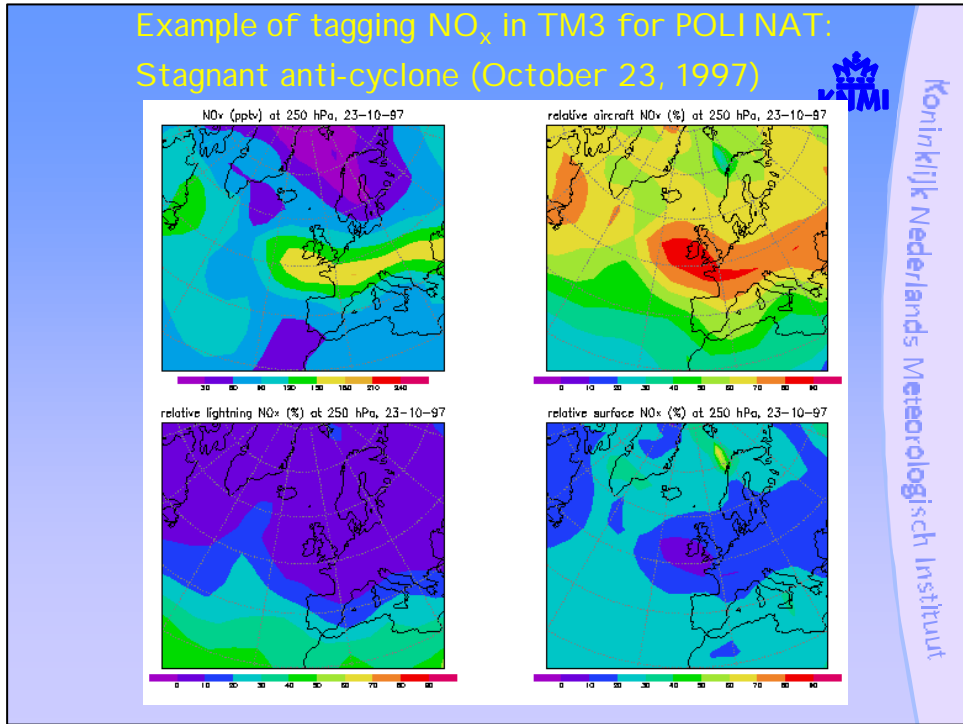 Example of tagging NOx in TM3 for POLINAT:
Stagnant anti-cyclone (October 23, 1997)
KNMI
Koninklijk Nederlands Meteorologisch Instituut
NOx (pptv) at 250 hPa, 23-10-97
30 60 90 120 150 180 210 240
relative aircraft NOx (%) at 250 hPa, 23-10-97
0 10 20 30 40 50 60 70 80 90
relative lightning NOx (%) at 250 hPa, 23-10-97
0 10 20 30 40 50 60 70 80 90
relative surface NOx (%) at 250 hPa, 23-10-97
0 10 20 30 40 50 60 70 80 90